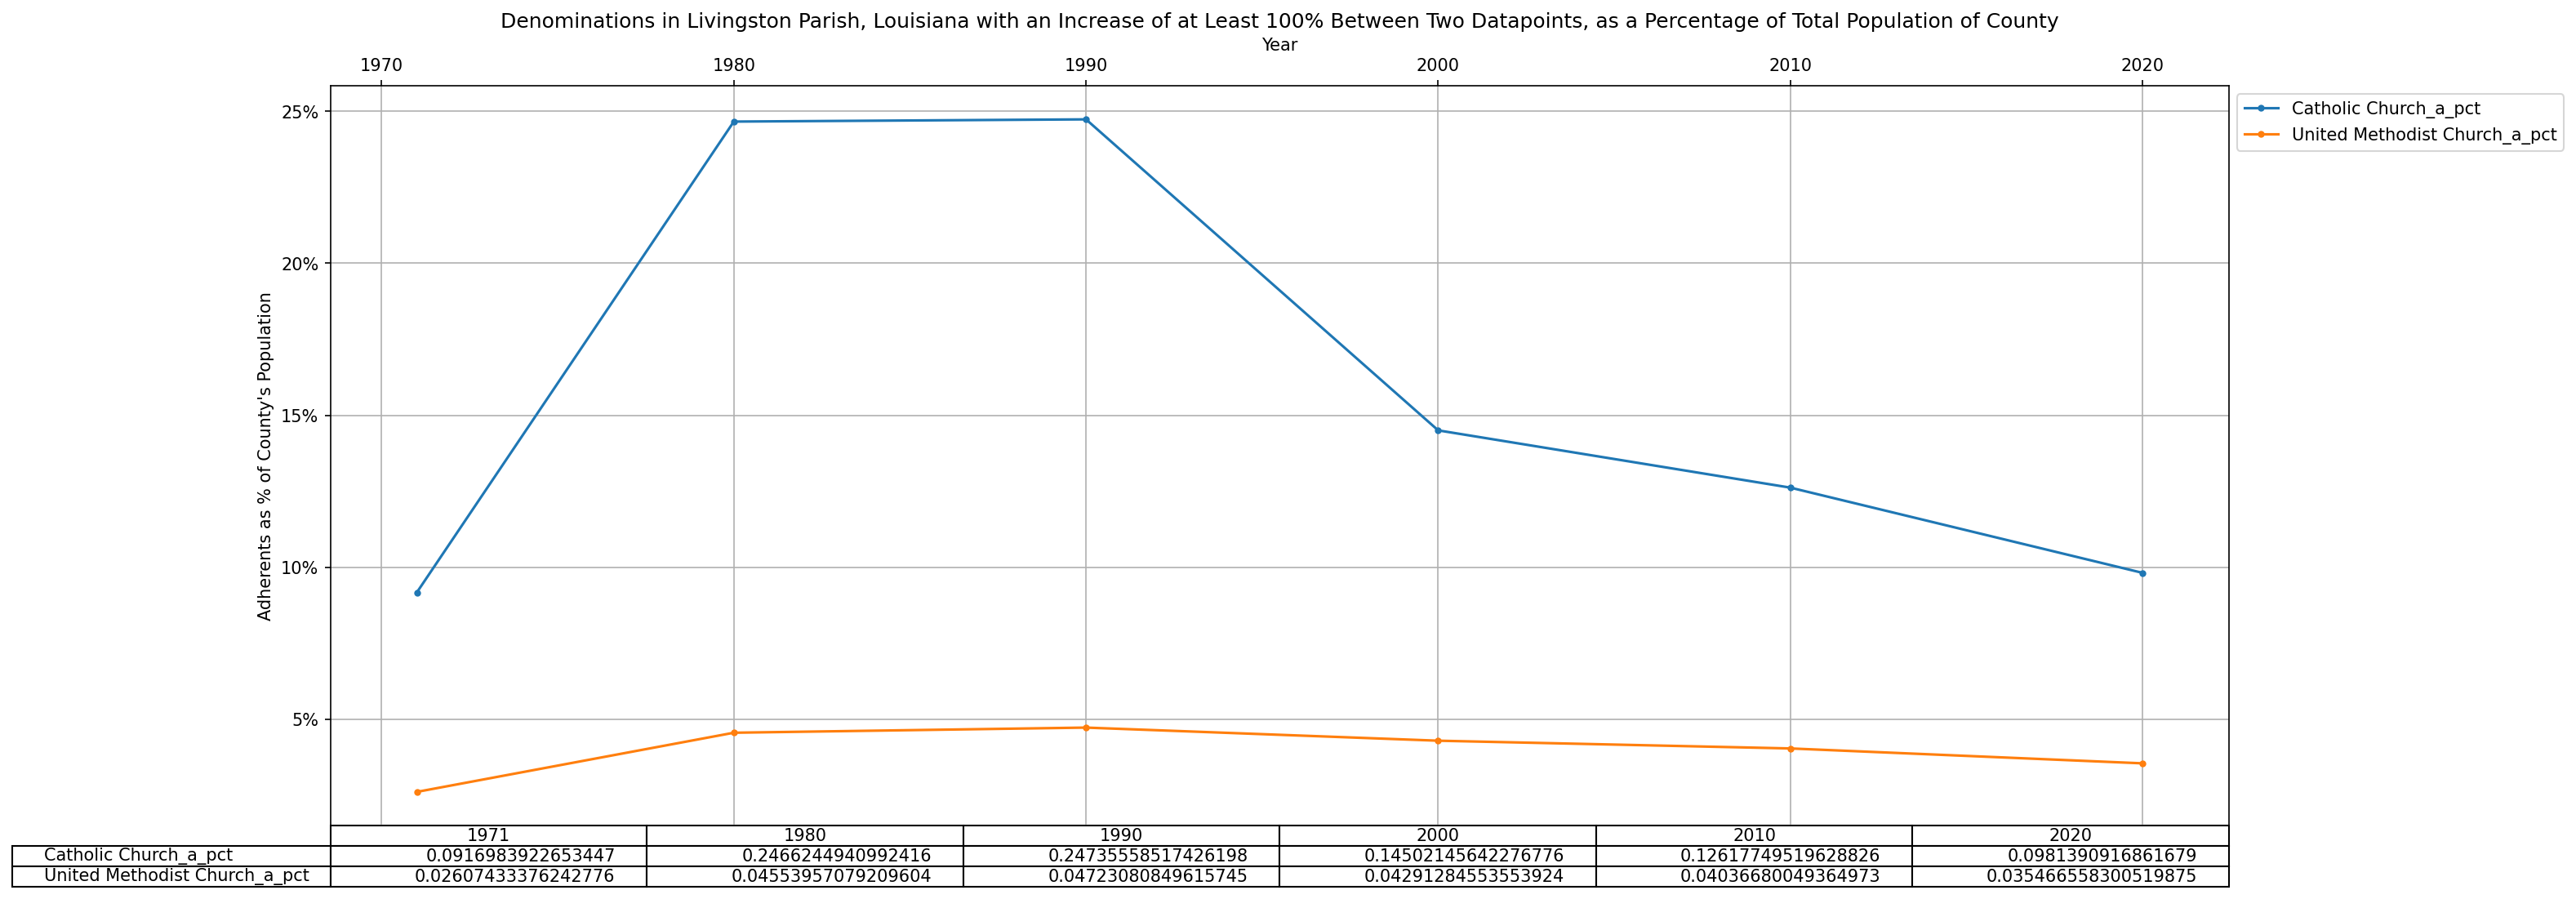 Denominations in Livingston Parish, Louisiana with an Increase of at Least 100% Between Two Datapoints, as a Percentage of Total Population of County
Year
1970 1980 1990 2000 2010 2020
25%
20%
15%
10%
5%
Adherents as % of County's Population
Catholic Church_a_pct
United Methodist Church_a_pct
1971 1980 1990 2000 2010 2020
Catholic Church_a_pct 0.0916983922653447 0.2466244940992416 0.24735558517426198 0.14502145642276776 0.12617749519628826 0.0981390916861679
United Methodist Church_a_pct 0.02607433376242776 0.04553957079209604 0.04723080849615745 0.04291284553553924 0.04036680049364973 0.035466558300519875